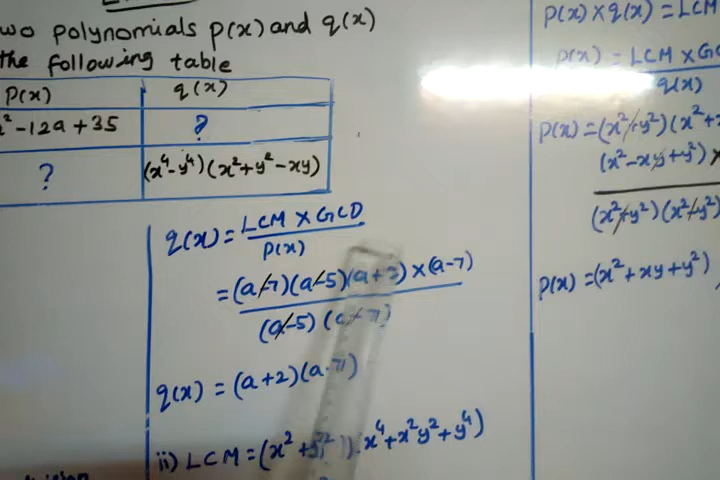 wo polynomials p(x) and q(x)
the following table
P(x) q(x)
²-12a+35 ?
? (x⁴-y⁴)(x²+y²-xy)
q(x) = LCM × GCD
P(x)
= (a-7)(a-5)(a+2)×(a-7)
(a-5)(a-7)
q(x) = (a+2)(a-7)
ii) LCM = (x²+y²)(x⁴+x²y²+y⁴)
P(x) × q(x) = LCM
P(x) = LCM × GC
q(x)
P(x) = (x²+y²)(x²+
(x²-xy+y²)
(x²+y²)(x²-y²)
P(x) = (x²+xy+y²)